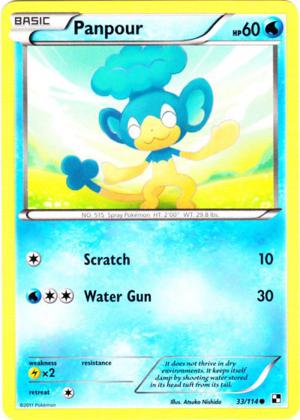 BASIC
Panpour
HP 60
NO. 515 Spray Pokémon HT: 2'00" WT: 29.8 lbs.
Scratch 10
Water Gun 30
weakness
×2
resistance
retreat
It does not thrive in dry
environments. It keeps itself
damp by shooting water stored
in its head tuft from its tail.
©2011 Pokémon
Illus. Atsuko Nishida
33/114